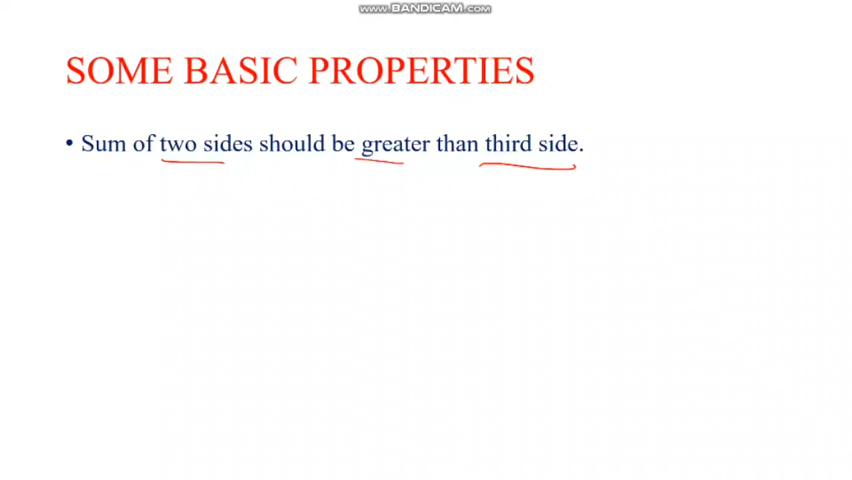 www.BANDICAM.com
SOME BASIC PROPERTIES
• Sum of two sides should be greater than third side.